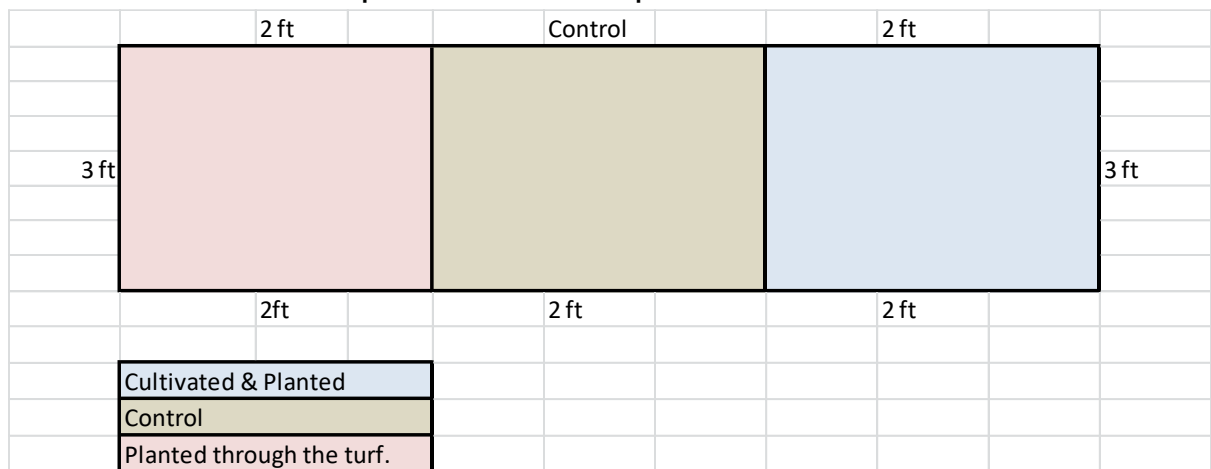 2 ft Control 2 ft
3 ft 3 ft
2ft 2 ft 2 ft
Cultivated & Planted
Control
Planted through the turf.